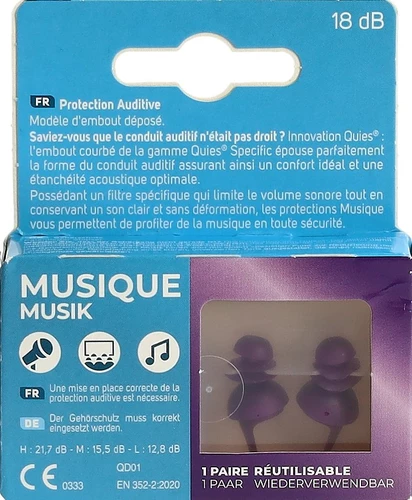 18 dB
FR Protection Auditive
Modèle d'embout déposé.
Saviez-vous que le conduit auditif n'était pas droit ? Innovation Quies® :
l'embout courbé de la gamme Quies® Specific épouse parfaitement
la forme du conduit auditif assurant ainsi un confort idéal et une
étanchéité acoustique optimale.
Possédant un filtre spécifique qui limite le volume sonore tout en
conservant un son clair et sans déformation, les protections Musique
vous permettent de profiter de la musique en toute sécurité.
MUSIQUE
MUSIK
FR Une mise en place correcte de la
protection auditive est nécessaire.
DE Der Gehörschutz muss korrekt
eingesetzt werden.
H : 21,7 dB - M : 15,5 dB - L : 12,8 dB
CE 0333
QD01
EN 352-2:2020
1 PAIRE RÉUTILISABLE
1 PAAR WIEDERVERWENDBAR